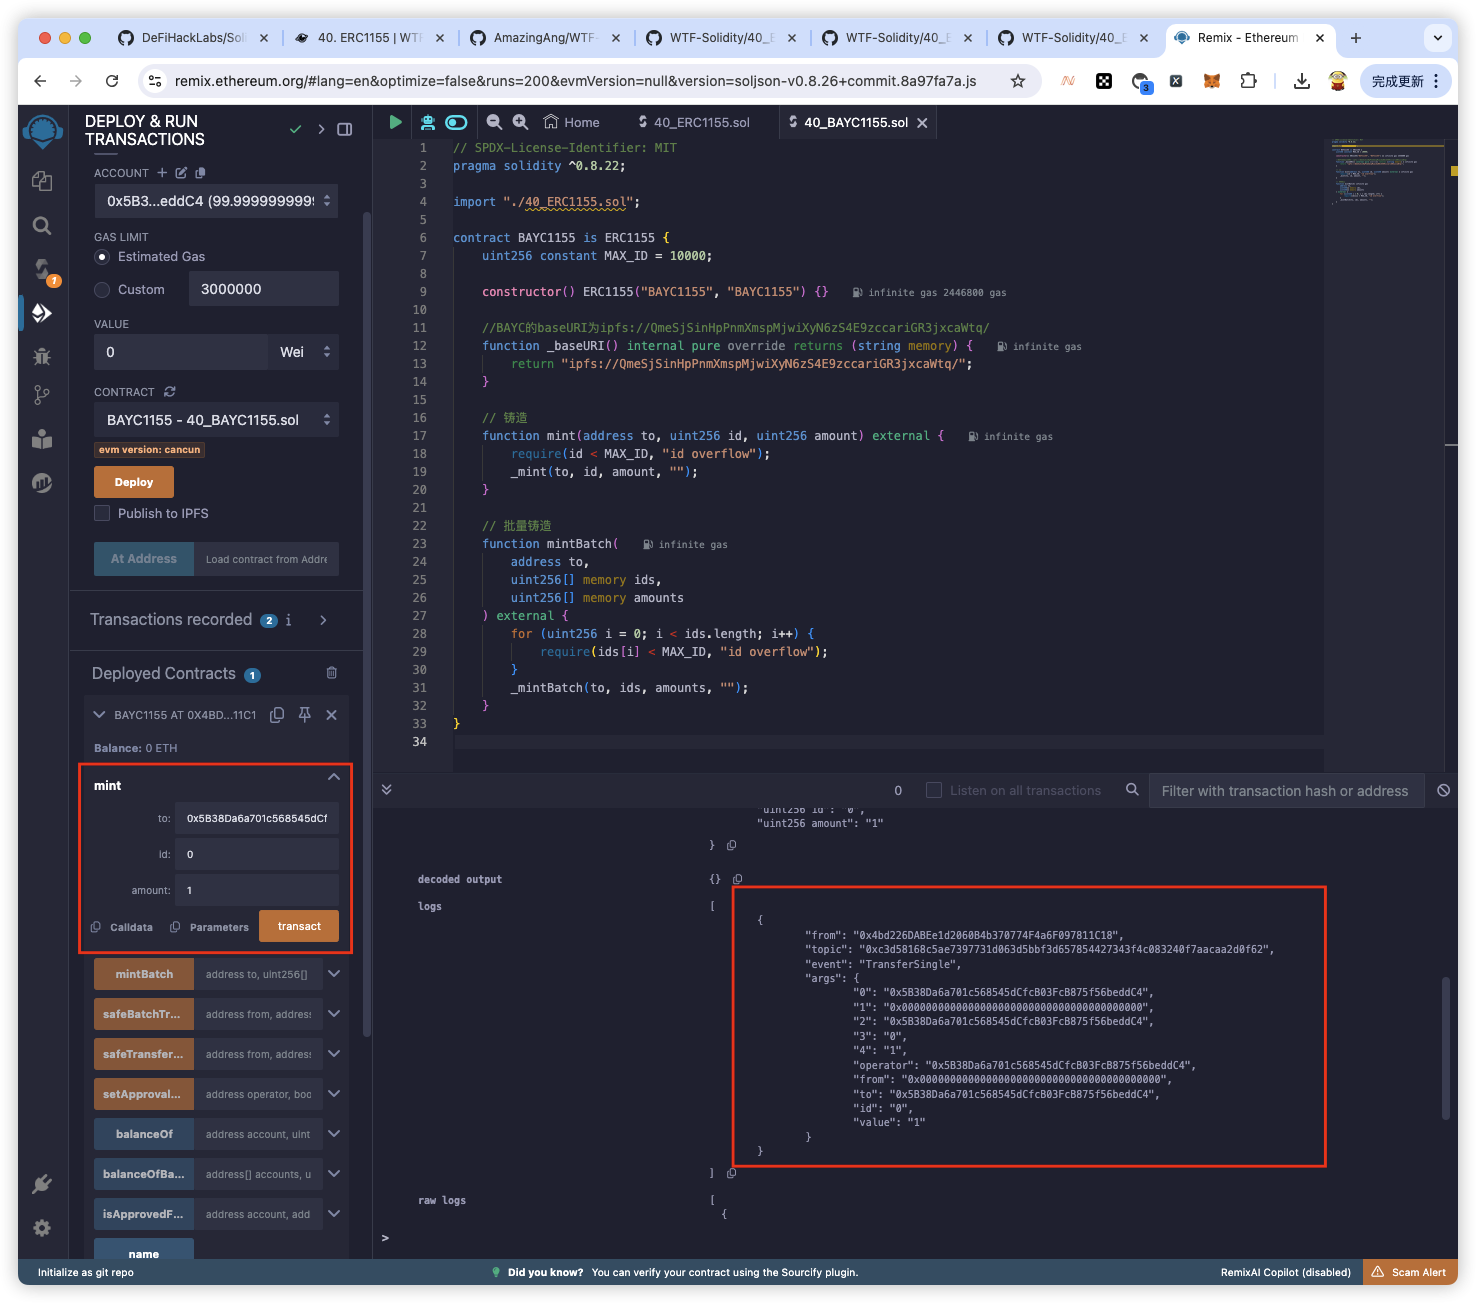 DeFiHackLabs/Soli
40. ERC1155 | WTF
AmazingAng/WTF-
WTF-Solidity/40_E
WTF-Solidity/40_E
WTF-Solidity/40_E
Remix - Ethereum
remix.ethereum.org/#lang=en&optimize=false&runs=200&evmVersion=null&version=soljson-v0.8.26+commit.8a97fa7a.js
3
完成更新
DEPLOY & RUN
TRANSACTIONS
ACCOUNT
0x5B3...eddC4 (99.9999999999
GAS LIMIT
Estimated Gas
Custom
3000000
VALUE
0
Wei
CONTRACT
BAYC1155 - 40_BAYC1155.sol
evm version: cancun
Deploy
Publish to IPFS
At Address
Load contract from Addre
Transactions recorded 2 i
Deployed Contracts 1
BAYC1155 AT 0X4BD...11C1
Balance: 0 ETH
mint
to: 0x5B38Da6a701c568545dCf
id: 0
amount: 1
Calldata
Parameters
transact
mintBatch address to, uint256[]
safeBatchTr... address from, address
safeTransfer... address from, address
setApproval... address operator, boo
balanceOf address account, uint
balanceOfBa... address[] accounts, u
isApprovedF... address account, add
name
1
Home
40_ERC1155.sol
40_BAYC1155.sol
1 // SPDX-License-Identifier: MIT
2 pragma solidity ^0.8.22;
3
4 import "./40_ERC1155.sol";
5
6 contract BAYC1155 is ERC1155 {
7 uint256 constant MAX_ID = 10000;
8
9 constructor() ERC1155("BAYC1155", "BAYC1155") {} infinite gas 2446800 gas
10
11 //BAYC的baseURI为ipfs://QmeSjSinHpPnmXmspMjwiXyN6zS4E9zccariGR3jxcaWtq/
12 function _baseURI() internal pure override returns (string memory) { infinite gas
13 return "ipfs://QmeSjSinHpPnmXmspMjwiXyN6zS4E9zccariGR3jxcaWtq/";
14 }
15
16 // 铸造
17 function mint(address to, uint256 id, uint256 amount) external { infinite gas
18 require(id < MAX_ID, "id overflow");
19 _mint(to, id, amount, "");
20 }
21
22 // 批量铸造
23 function mintBatch( infinite gas
24 address to,
25 uint256[] memory ids,
26 uint256[] memory amounts
27 ) external {
28 for (uint256 i = 0; i < ids.length; i++) {
29 require(ids[i] < MAX_ID, "id overflow");
30 }
31 _mintBatch(to, ids, amounts, "");
32 }
33 }
34
0
Listen on all transactions
Filter with transaction hash or address
"uint256 id": "0",
"uint256 amount": "1"
}
decoded output {}
logs [
{
"from": "0x4bd226DABEe1d2060B4b370774F4a6F097811C18",
"topic": "0xc3d58168c5ae7397731d063d5bbf3d657854427343f4c083240f7aacaa2d0f62",
"event": "TransferSingle",
"args": {
"0": "0x5B38Da6a701c568545dCfcB03FcB875f56beddC4",
"1": "0x0000000000000000000000000000000000000000",
"2": "0x5B38Da6a701c568545dCfcB03FcB875f56beddC4",
"3": "0",
"4": "1",
"operator": "0x5B38Da6a701c568545dCfcB03FcB875f56beddC4",
"from": "0x0000000000000000000000000000000000000000",
"to": "0x5B38Da6a701c568545dCfcB03FcB875f56beddC4",
"id": "0",
"value": "1"
}
}
]
raw logs [
{
>
Initialize as git repo
Did you know? You can verify your contract using the Sourcify plugin.
RemixAI Copilot (disabled)
Scam Alert